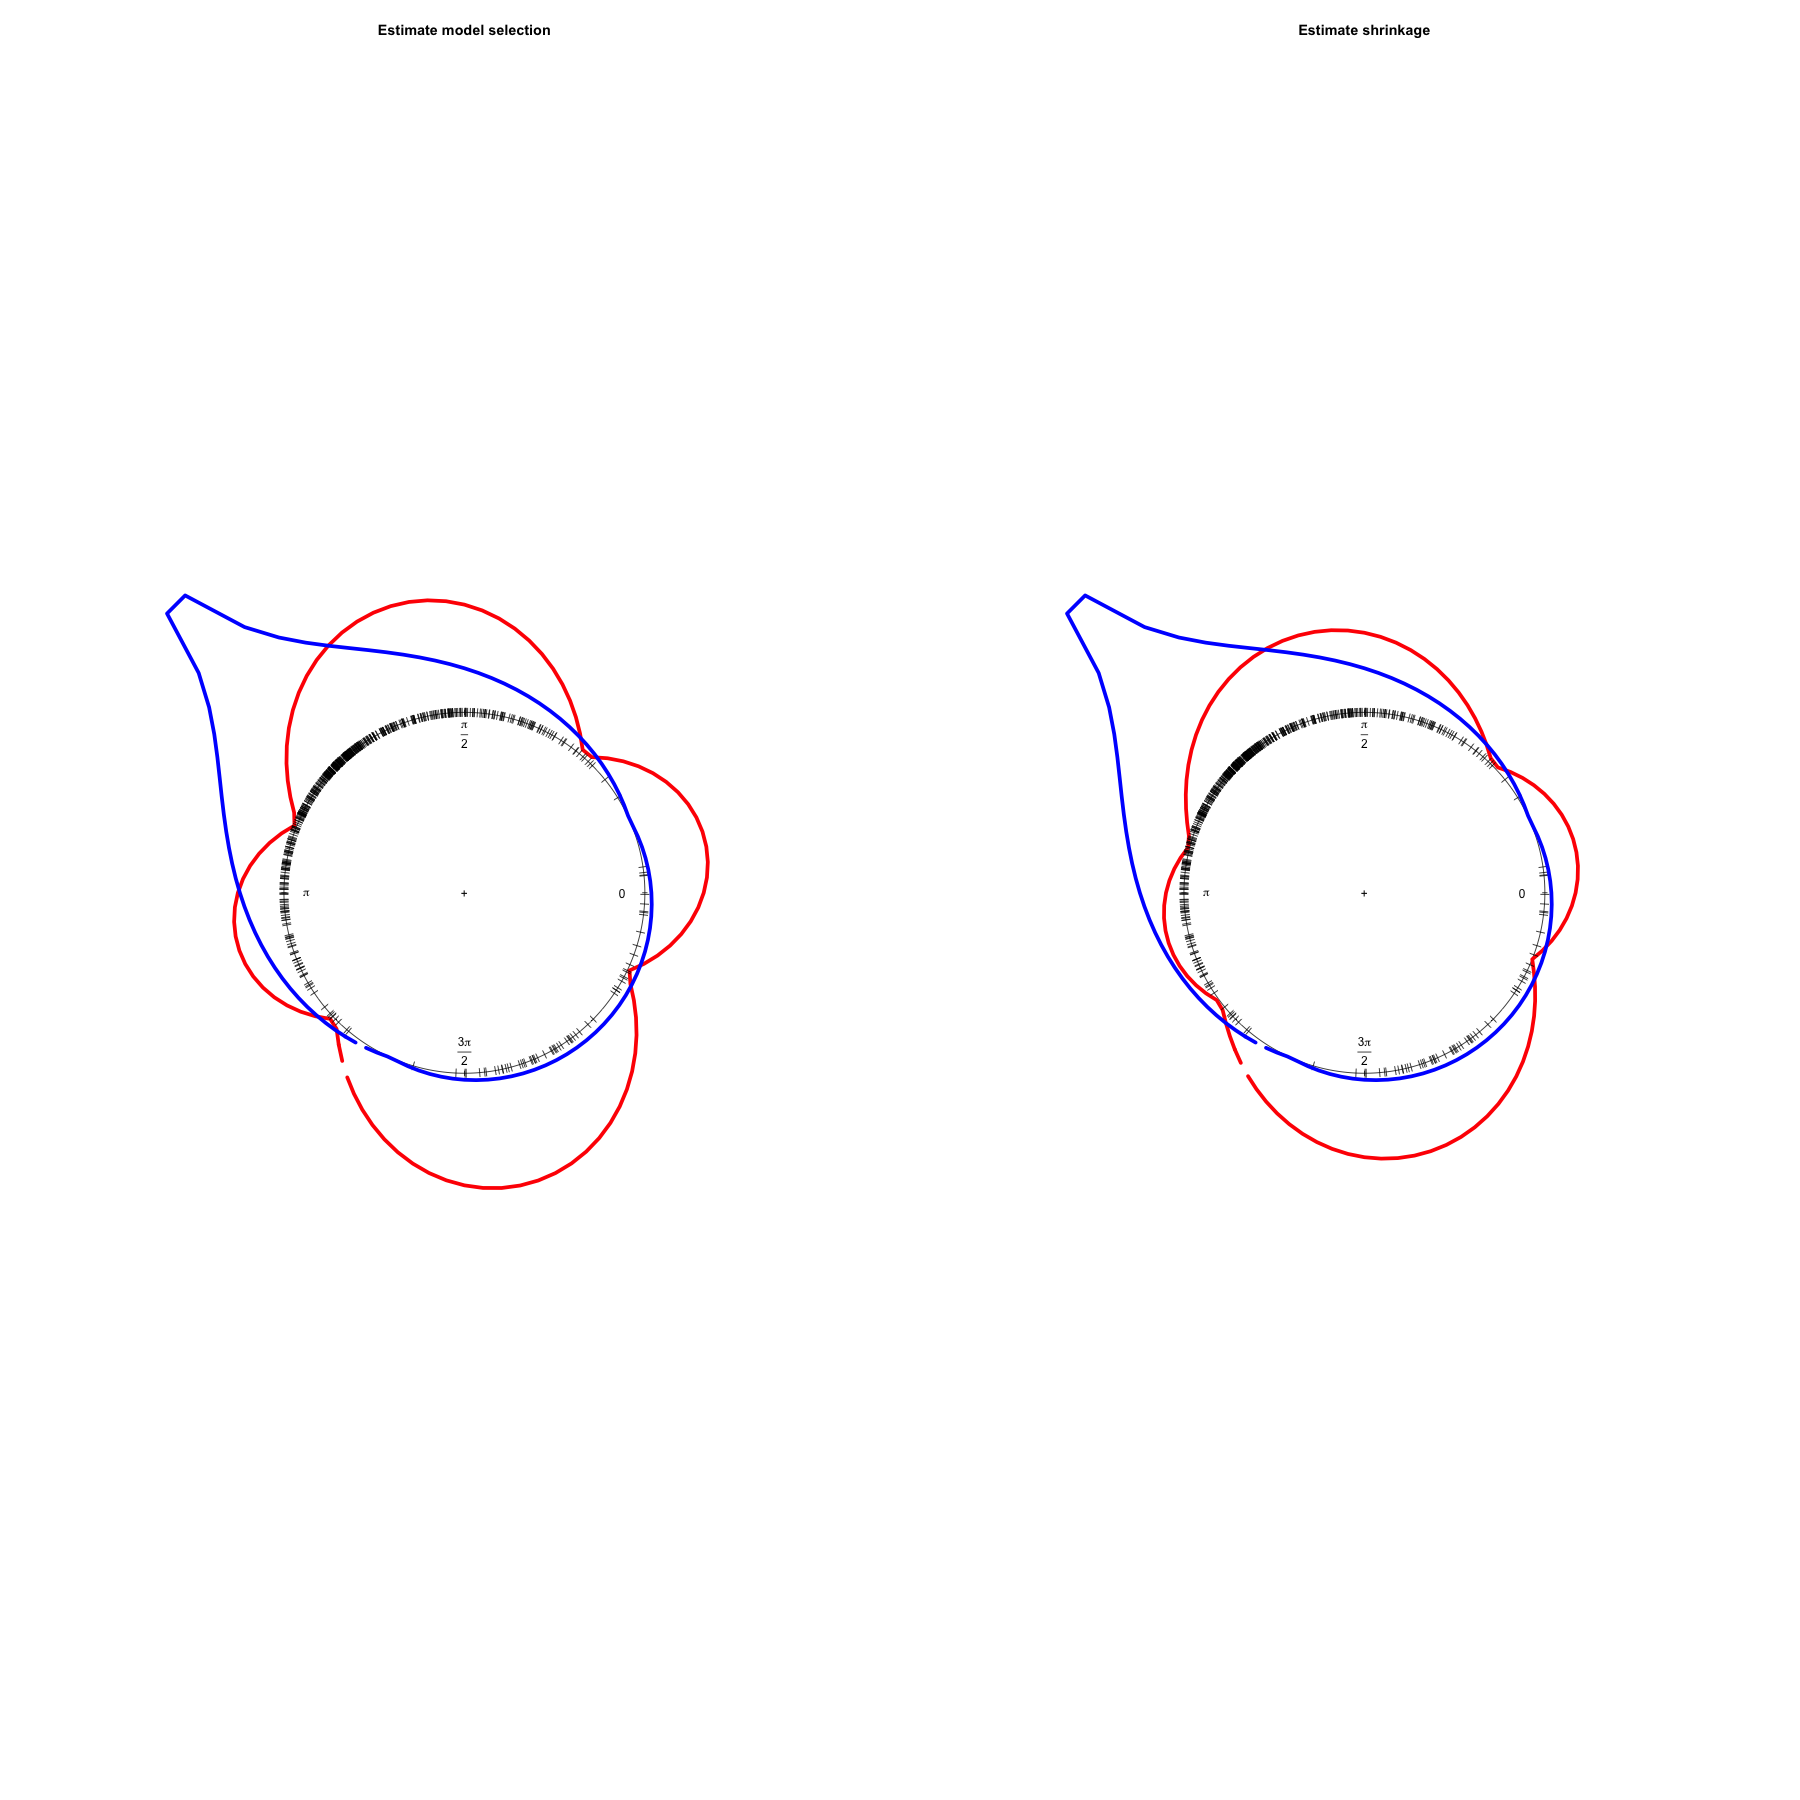 Estimate model selection
Estimate shrinkage
π
2
π
+
0
3π
2
π
2
π
+
0
3π
2